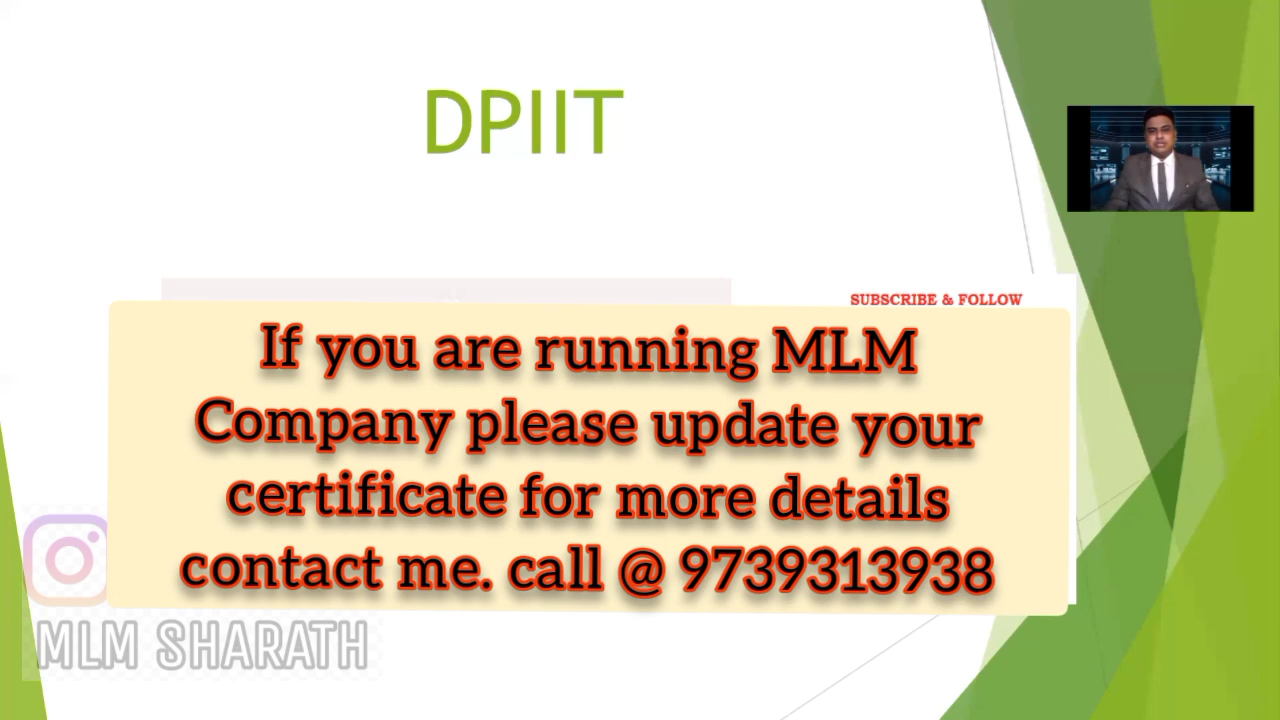 DPIIT
SUBSCRIBE & FOLLOW
If you are running MLM
Company please update your
certificate for more details
contact me. call @ 9739313938
MLM SHARATH